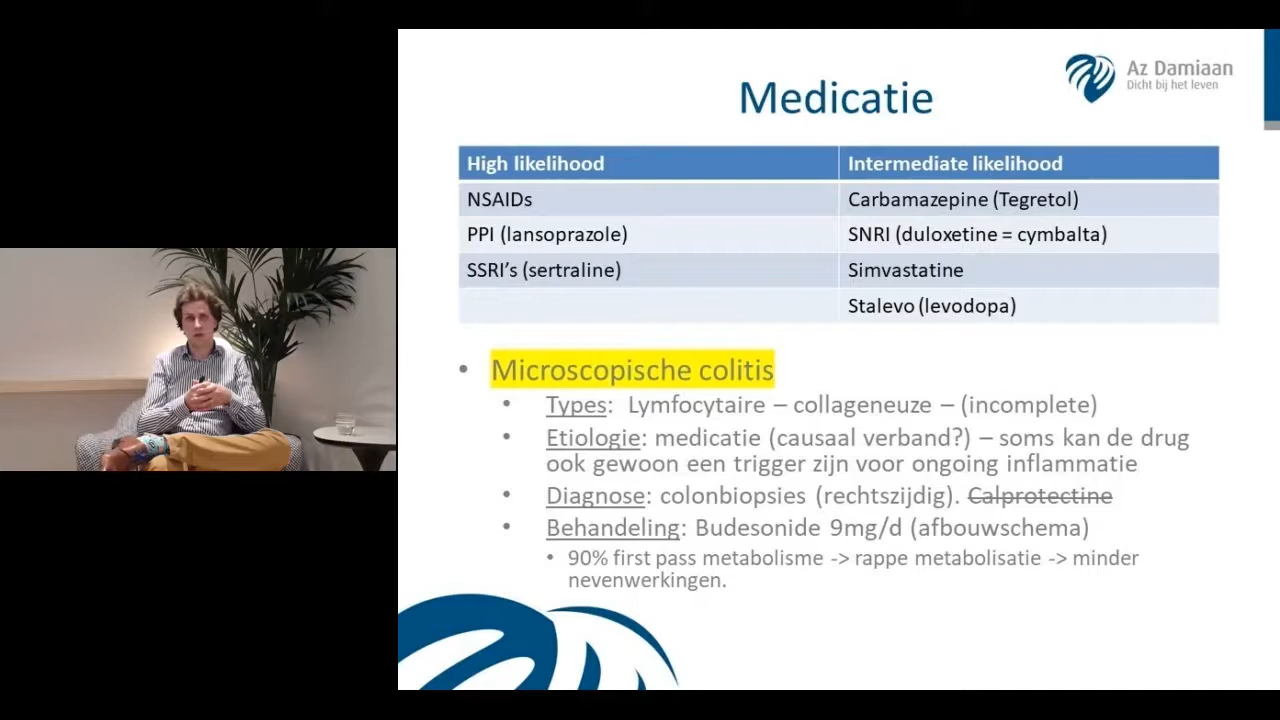 Az Damiaan
Dicht bij het leven
Medicatie
High likelihood
Intermediate likelihood
NSAIDs
Carbamazepine (Tegretol)
PPI (lansoprazole)
SNRI (duloxetine = cymbalta)
SSRI’s (sertraline)
Simvastatine
Stalevo (levodopa)
• Microscopische colitis
• Types: Lymfocytaire – collageneuze – (incomplete)
• Etiologie: medicatie (causaal verband?) – soms kan de drug
ook gewoon een trigger zijn voor ongoing inflammatie
• Diagnose: colonbiopsies (rechtszijdig). Calprotectine
• Behandeling: Budesonide 9mg/d (afbouwschema)
• 90% first pass metabolisme -> rappe metabolisatie -> minder
nevenwerkingen.